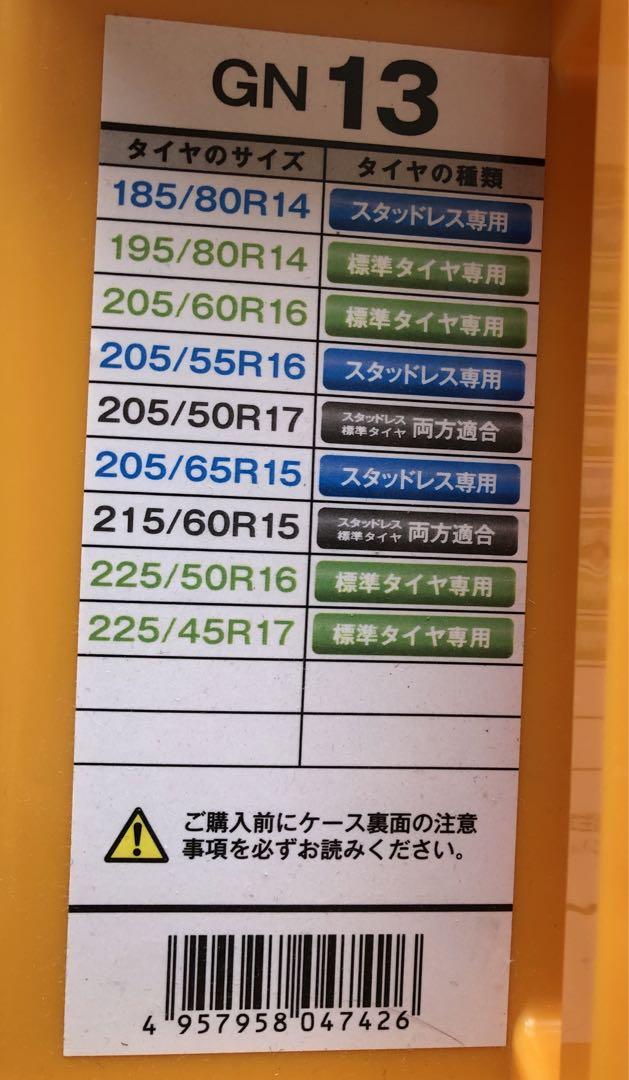 GN 13
タイヤのサイズ タイヤの種類
185/80R14 スタッドレス専用
195/80R14 標準タイヤ専用
205/60R16 標準タイヤ専用
205/55R16 スタッドレス専用
205/50R17 スタッドレス 標準タイヤ 両方適合
205/65R15 スタッドレス専用
215/60R15 スタッドレス 標準タイヤ 両方適合
225/50R16 標準タイヤ専用
225/45R17 標準タイヤ専用
ご購入前にケース裏面の注意
事項を必ずお読みください。
4 957958 047426